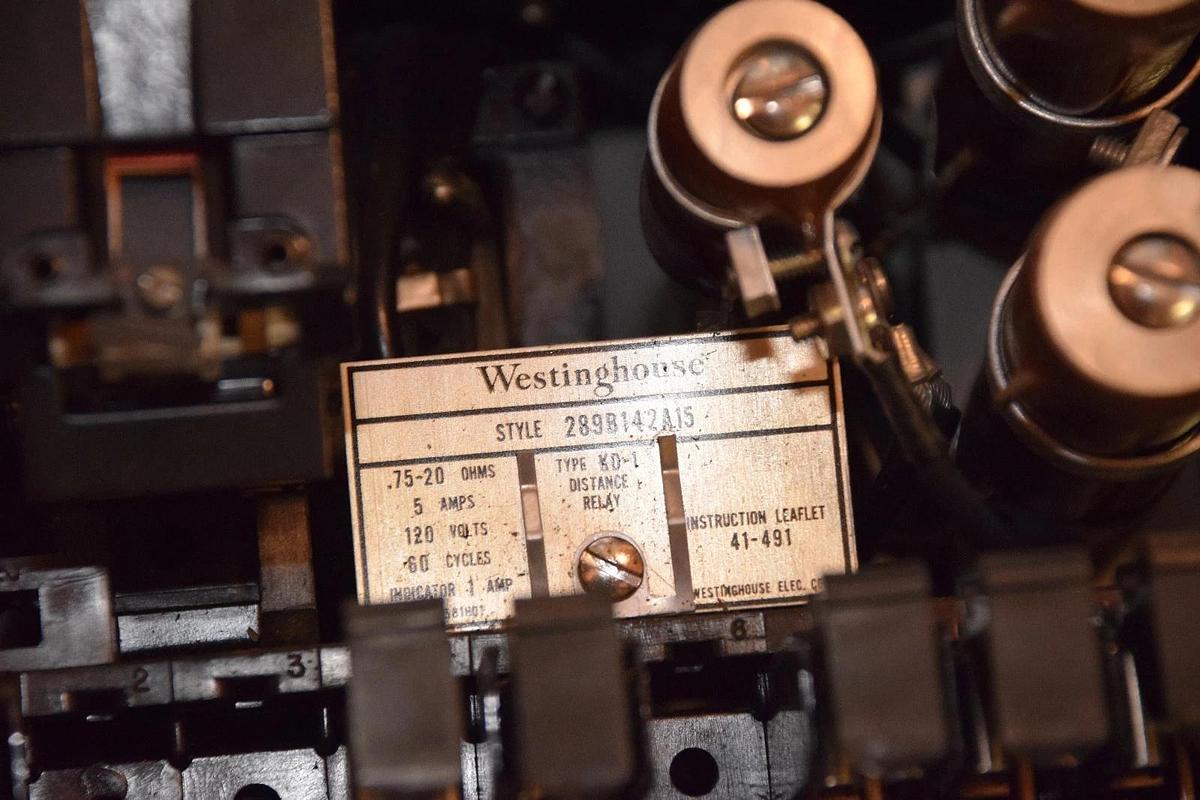 Westinghouse
STYLE 289B142A15
.75-20 OHMS
5 AMPS
120 VOLTS
60 CYCLES
INDICATOR 1 AMP
TYPE KD-1
DISTANCE
RELAY
INSTRUCTION LEAFLET
41-491
WESTINGHOUSE ELEC.
2
3
6